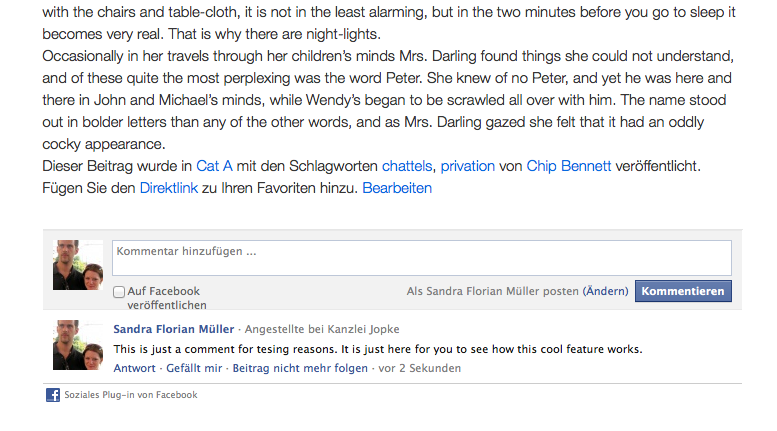 with the chairs and table-cloth, it is not in the least alarming, but in the two minutes before you go to sleep it
becomes very real. That is why there are night-lights.
Occasionally in her travels through her children’s minds Mrs. Darling found things she could not understand,
and of these quite the most perplexing was the word Peter. She knew of no Peter, and yet he was here and
there in John and Michael’s minds, while Wendy’s began to be scrawled all over with him. The name stood
out in bolder letters than any of the other words, and as Mrs. Darling gazed she felt that it had an oddly
cocky appearance.
Dieser Beitrag wurde in Cat A mit den Schlagworten chattels, privation von Chip Bennett veröffentlicht.
Fügen Sie den Direktlink zu Ihren Favoriten hinzu. Bearbeiten
Kommentar hinzufügen ...
Auf Facebook
veröffentlichen
Als Sandra Florian Müller posten (Ändern)
Kommentieren
Sandra Florian Müller · Angestellte bei Kanzlei Jopke
This is just a comment for tesing reasons. It is just here for you to see how this cool feature works.
Antwort · Gefällt mir · Beitrag nicht mehr folgen · vor 2 Sekunden
Soziales Plug-in von Facebook